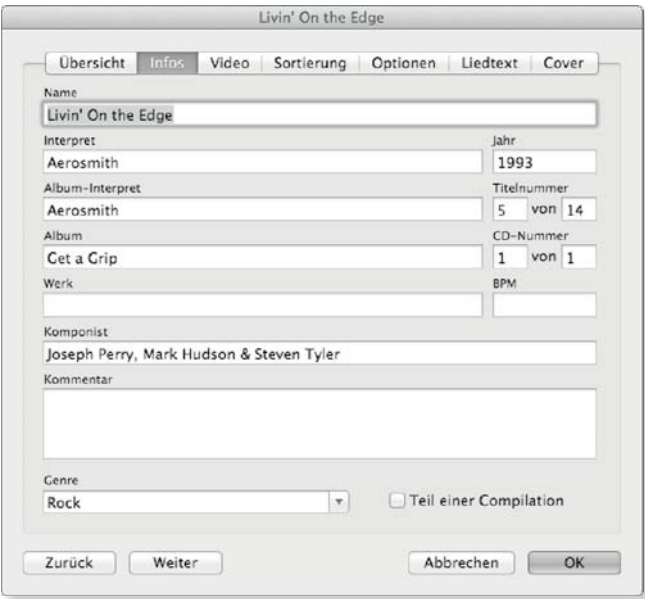 Livin' On the Edge
Übersicht Infos Video Sortierung Optionen Liedtext Cover
Name
Livin' On the Edge
Interpret Jahr
Aerosmith 1993
Album-Interpret Titelnummer
Aerosmith 5 von 14
Album CD-Nummer
Get a Grip 1 von 1
Werk BPM
Komponist
Joseph Perry, Mark Hudson & Steven Tyler
Kommentar
Genre
Rock Teil einer Compilation
Zurück Weiter Abbrechen OK